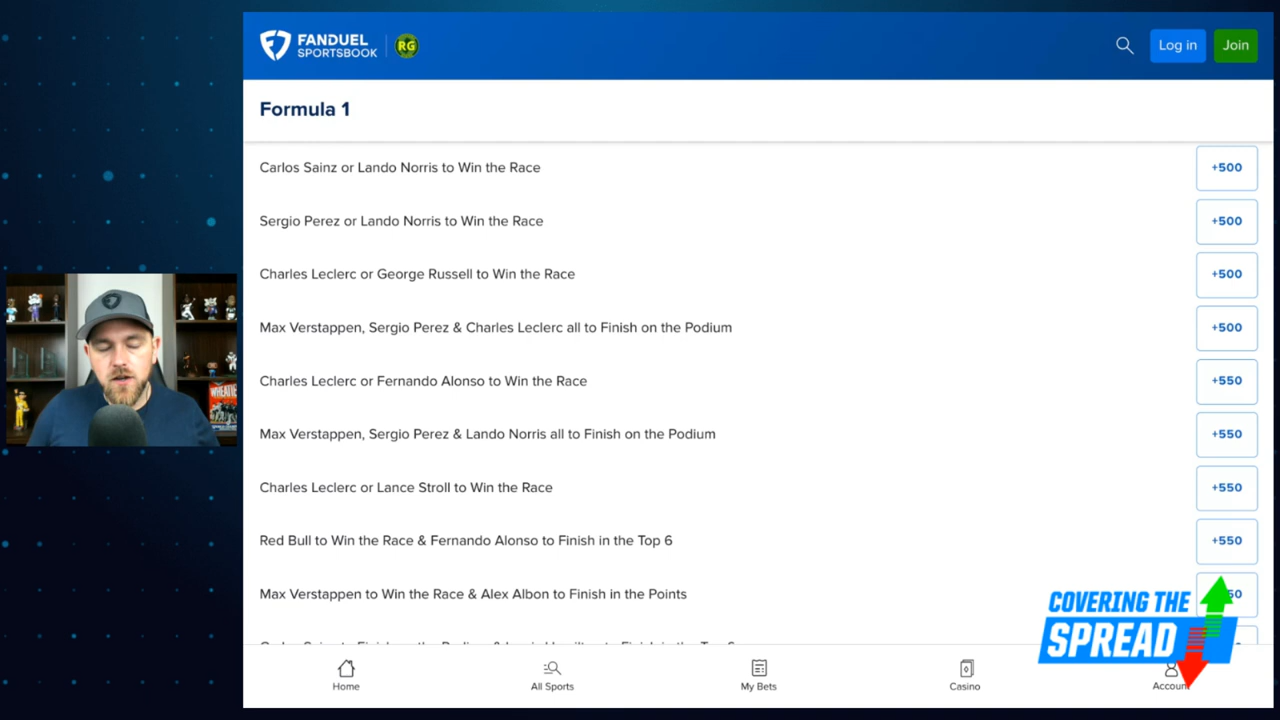 FANDUEL
SPORTSBOOK
RG
Log in
Join
Formula 1
Carlos Sainz or Lando Norris to Win the Race
+500
Sergio Perez or Lando Norris to Win the Race
+500
Charles Leclerc or George Russell to Win the Race
+500
Max Verstappen, Sergio Perez & Charles Leclerc all to Finish on the Podium
+500
Charles Leclerc or Fernando Alonso to Win the Race
+550
Max Verstappen, Sergio Perez & Lando Norris all to Finish on the Podium
+550
Charles Leclerc or Lance Stroll to Win the Race
+550
Red Bull to Win the Race & Fernando Alonso to Finish in the Top 6
+550
Max Verstappen to Win the Race & Alex Albon to Finish in the Points
COVERING THE
SPREAD
Home
All Sports
My Bets
Casino
Account
WHEATIES